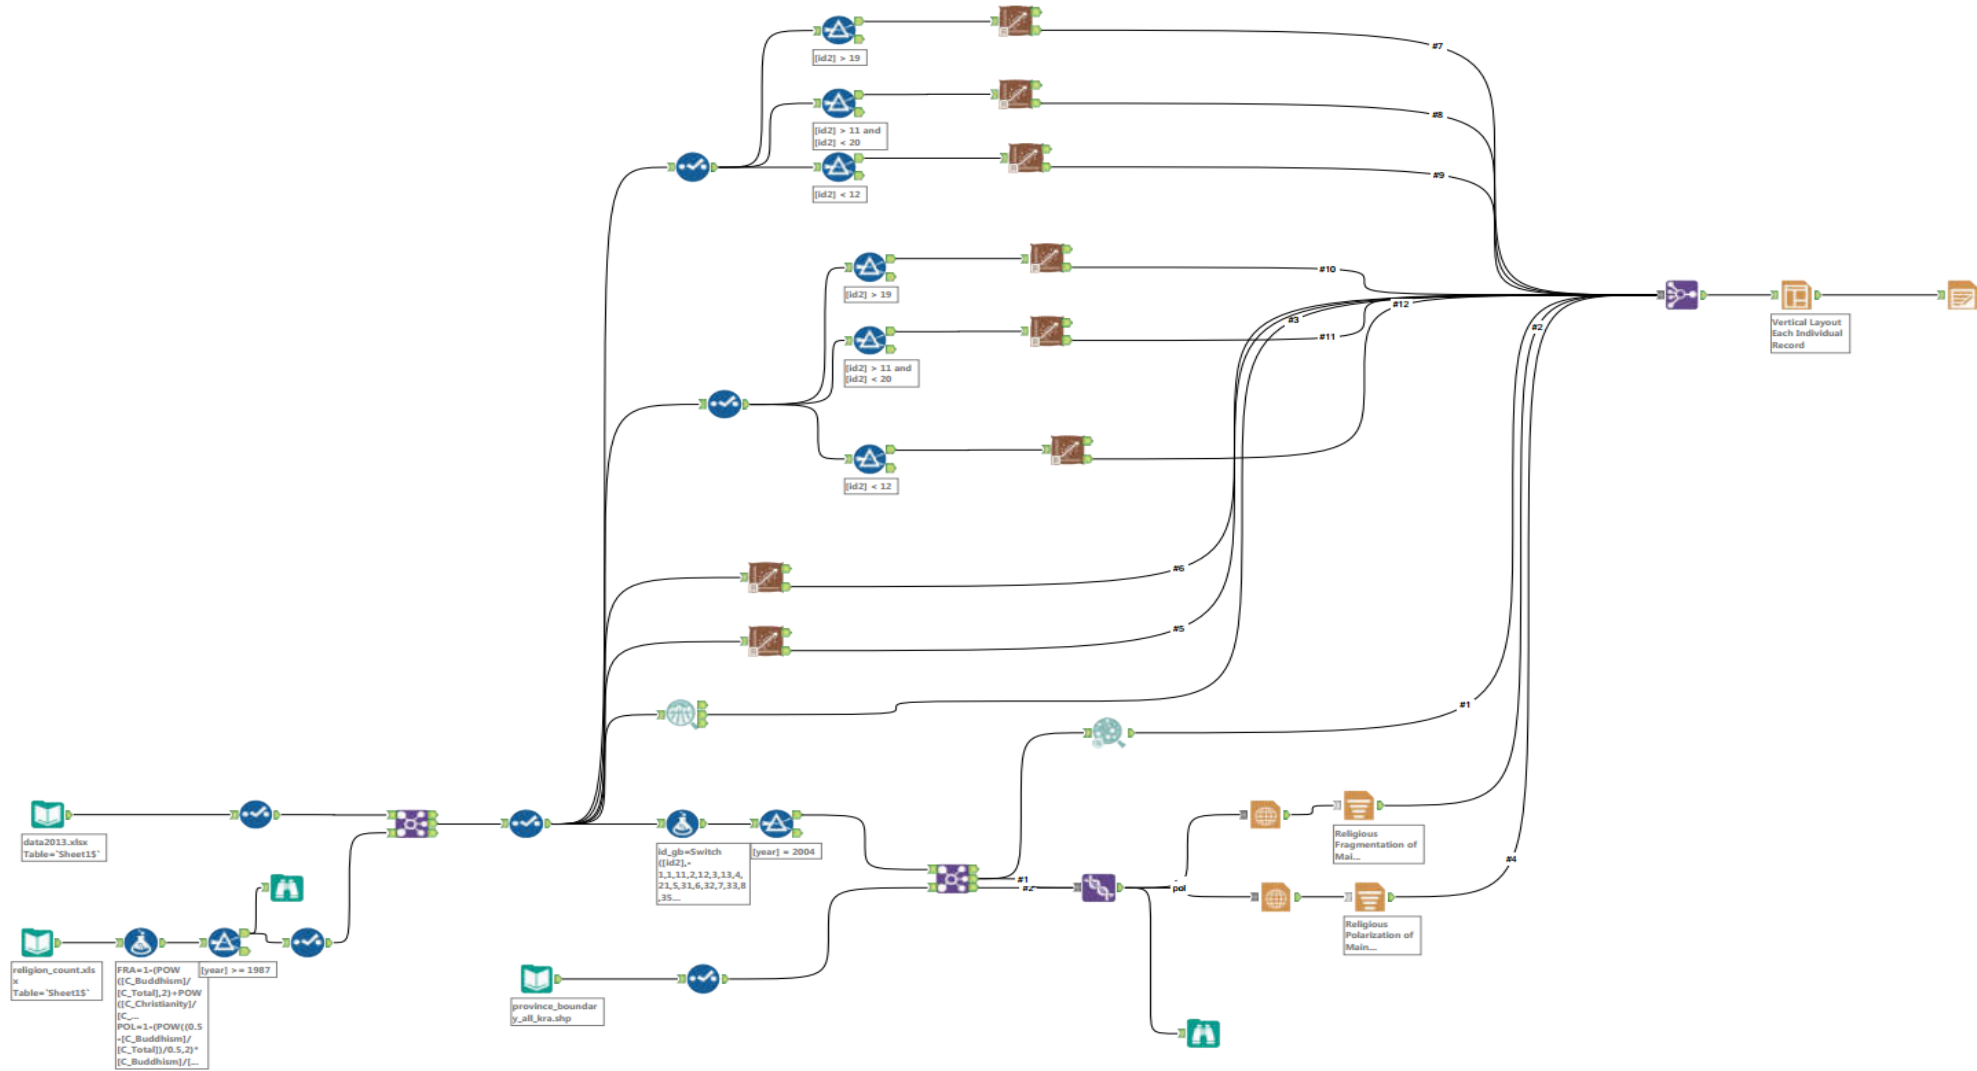 [id2] > 19
#7
[id2] > 11 and
[id2] < 20
#8
[id2] < 12
#9
[id2] > 19
#10
[id2] > 11 and
[id2] < 20
#11
[id2] < 12
#12
#3
#2
Vertical Layout
Each Individual
Record
#6
#5
#1
data2013.xlsx
Table=`Sheet1$`
id_gb=Switch
([id2],-
1,1,11,2,12,3,13,4,
21,5,31,6,32,7,33,8
,35...
[year] = 2004
#1
#2
-
pol
Religious
Fragmentation of
Mai...
#4
Religious
Polarization of
Main...
religion_count.xls
x
Table=`Sheet1$`
FRA=1-(POW
([C_Buddhism]/
[C_Total],2)+POW
([C_Christianity]/
[C_...
POL=1-(POW((0.5
-[C_Buddhism]/
[C_Total])/0.5,2)*
[C_Buddhism]/[...
[year] >= 1987
province_boundar
y_all_kra.shp